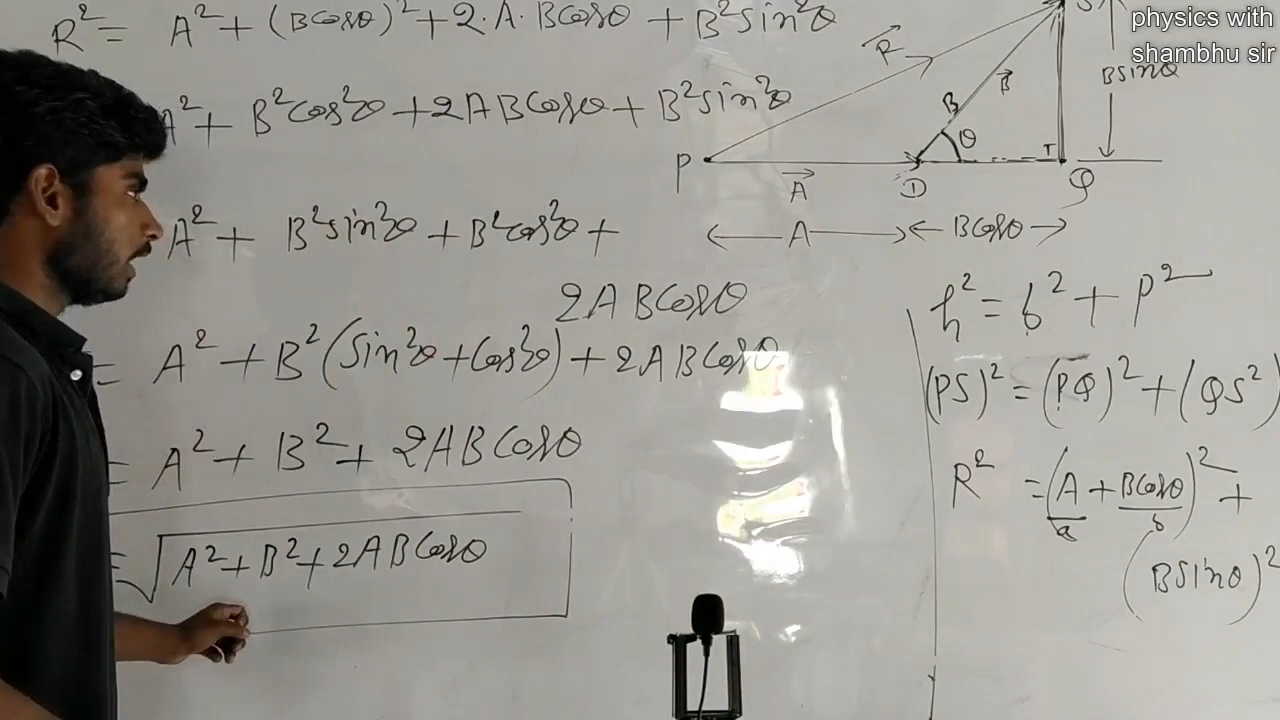 physics with
shambhu sir
R² = A² + (Bcosθ)² + 2·A·Bcosθ + B²sin²θ
A² + B²cos²θ + 2ABcosθ + B²sin²θ
A² + B²sin²θ + B²cos²θ +
2ABcosθ
= A² + B²(sin²θ + cos²θ) + 2ABcosθ
= A² + B² + 2ABcosθ
= √A² + B² + 2ABcosθ
S
R
B
B
Bsinθ
θ
P
A
D
Q
A
Bcosθ
h² = b² + p²
(PS)² = (PQ)² + (QS²)
R² = (A + Bcosθ)² +
a b
(Bsinθ)²